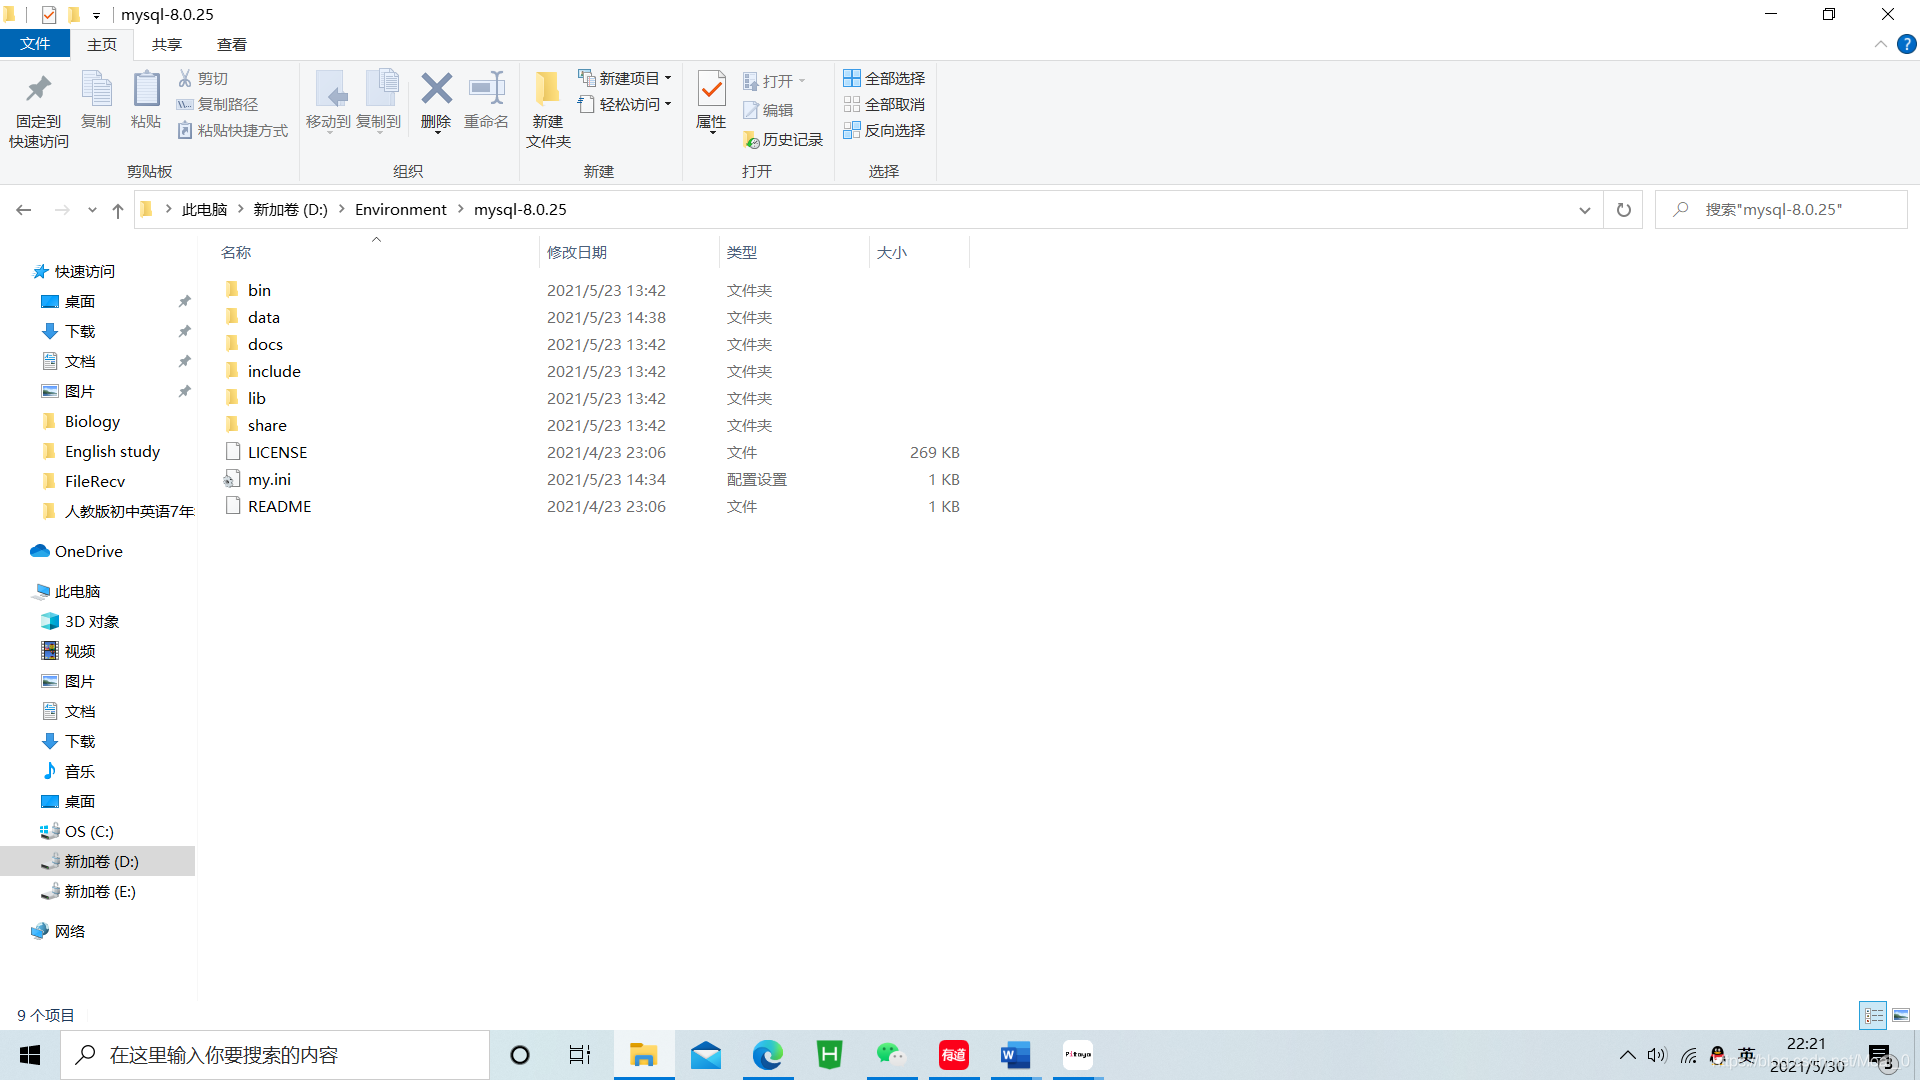 mysql-8.0.25
文件 主页 共享 查看
固定到快速访问
复制
粘贴
剪切
复制路径
粘贴快捷方式
剪贴板
移动到
复制到
删除
重命名
组织
新建文件夹
新建项目
轻松访问
新建
属性
打开
编辑
历史记录
打开
全部选择
全部取消
反向选择
选择
此电脑 新加卷 (D:) Environment mysql-8.0.25
搜索"mysql-8.0.25"
快速访问
桌面
下载
文档
图片
Biology
English study
FileRecv
人教版初中英语7年
OneDrive
此电脑
3D 对象
视频
图片
文档
下载
音乐
桌面
OS (C:)
新加卷 (D:)
新加卷 (E:)
网络
名称 修改日期 类型 大小
bin 2021/5/23 13:42 文件夹
data 2021/5/23 14:38 文件夹
docs 2021/5/23 13:42 文件夹
include 2021/5/23 13:42 文件夹
lib 2021/5/23 13:42 文件夹
share 2021/5/23 13:42 文件夹
LICENSE 2021/4/23 23:06 文件 269 KB
my.ini 2021/5/23 14:34 配置设置 1 KB
README 2021/4/23 23:06 文件 1 KB
9 个项目
在这里输入你要搜索的内容
H
有道
W
Pitaya
英
22:21
2021/5/30
3